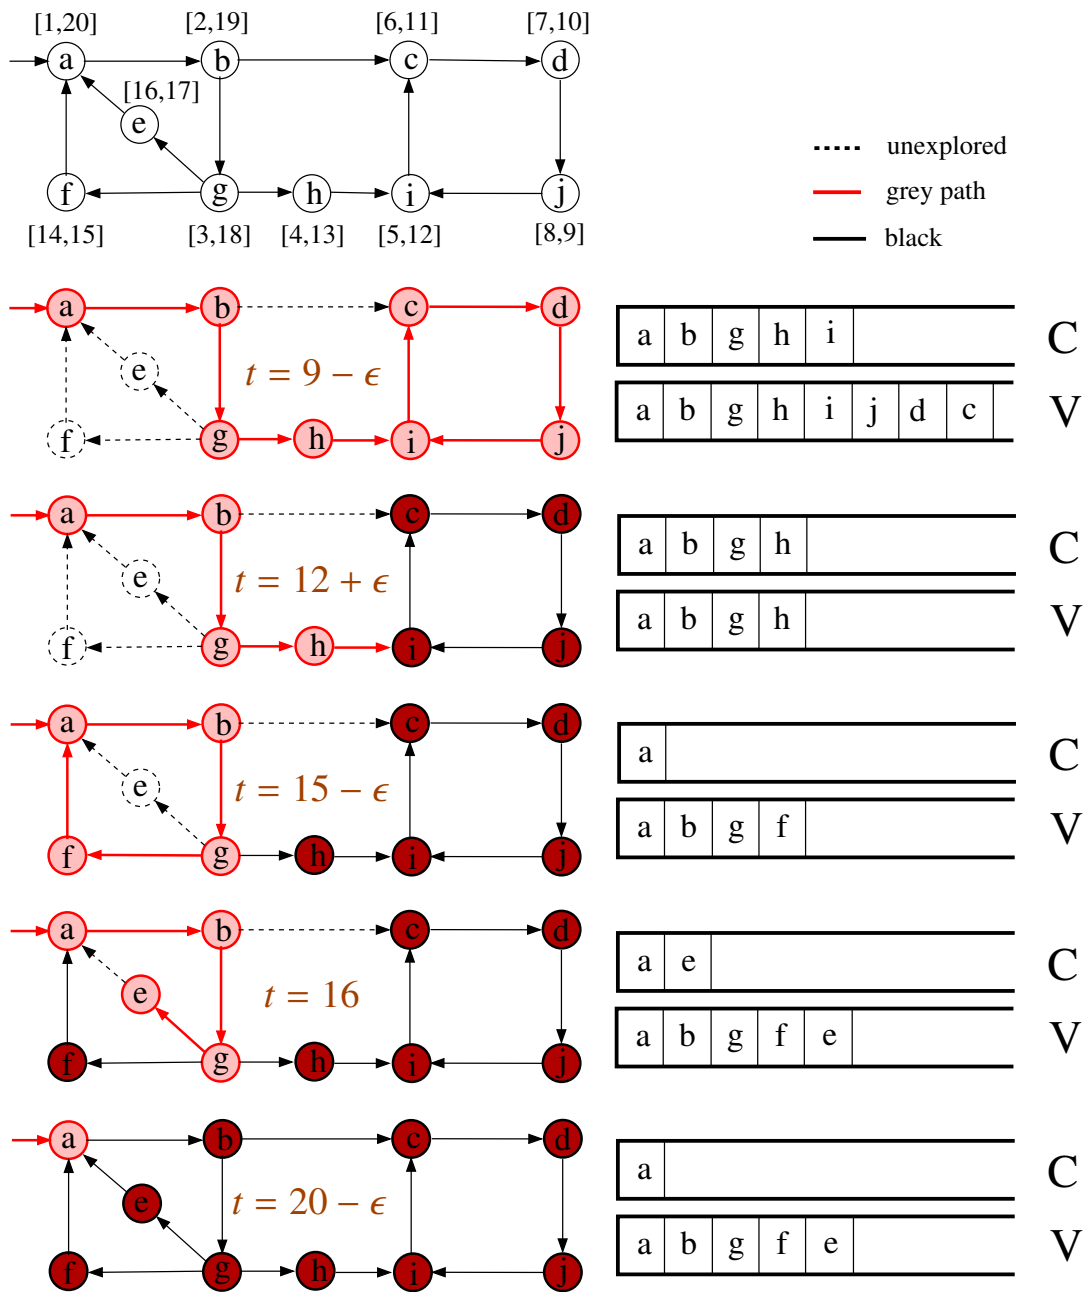 [1,20] [2,19] [6,11] [7,10]
a b c d
[16,17]
e
unexplored
f g h i j
grey path
[14,15] [3,18] [4,13] [5,12] [8,9]
black
a b c d
a b g h i C
e t = 9 − ϵ
f g h i j
a b g h i j d c V
a b c d
a b g h C
e t = 12 + ϵ
f g h i j
a b g h V
a b c d
a C
e t = 15 − ϵ
f g h i j
a b g f V
a b c d
a e C
e t = 16
f g h i j
a b g f e V
a b c d
a C
e t = 20 − ϵ
f g h i j
a b g f e V